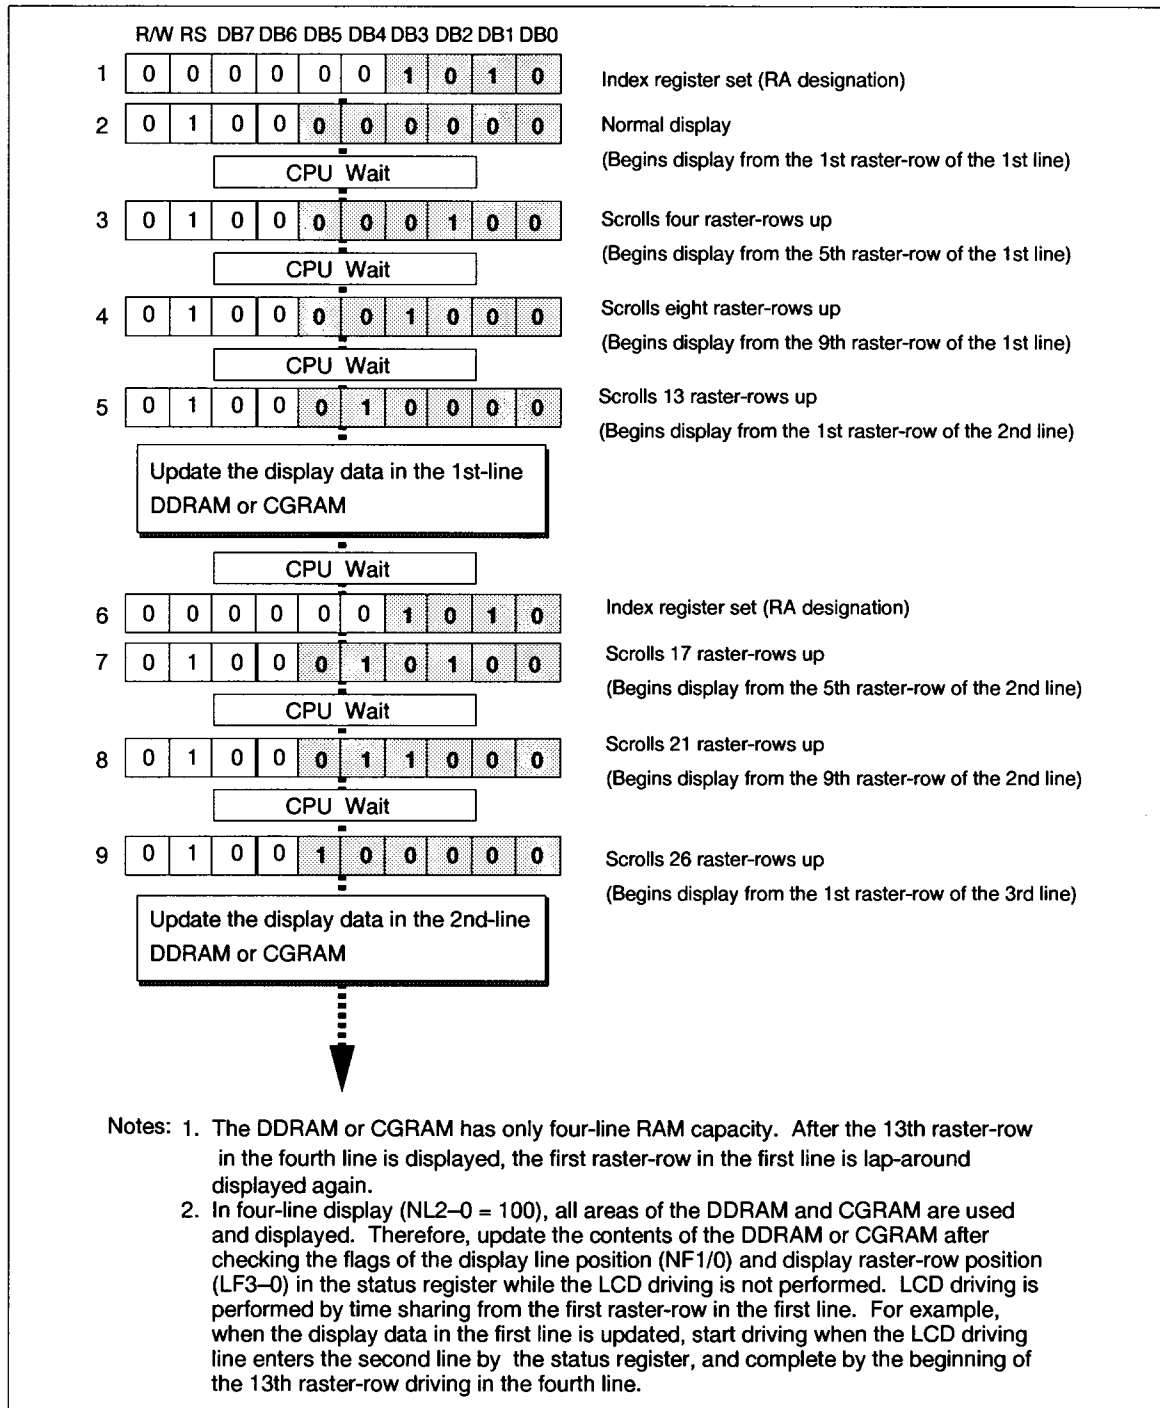 R/W RS DB7 DB6 DB5 DB4 DB3 DB2 DB1 DB0
1 0 0 0 0 0 0 1 0 1 0 Index register set (RA designation)
2 0 1 0 0 0 0 0 0 0 0 Normal display
(Begins display from the 1st raster-row of the 1st line)
CPU Wait
3 0 1 0 0 0 0 0 1 0 0 Scrolls four raster-rows up
(Begins display from the 5th raster-row of the 1st line)
CPU Wait
4 0 1 0 0 0 0 1 0 0 0 Scrolls eight raster-rows up
(Begins display from the 9th raster-row of the 1st line)
CPU Wait
5 0 1 0 0 0 1 0 0 0 0 Scrolls 13 raster-rows up
(Begins display from the 1st raster-row of the 2nd line)
Update the display data in the 1st-line
DDRAM or CGRAM
CPU Wait
6 0 0 0 0 0 0 1 0 1 0 Index register set (RA designation)
7 0 1 0 0 0 1 0 1 0 0 Scrolls 17 raster-rows up
(Begins display from the 5th raster-row of the 2nd line)
CPU Wait
8 0 1 0 0 0 1 1 0 0 0 Scrolls 21 raster-rows up
(Begins display from the 9th raster-row of the 2nd line)
CPU Wait
9 0 1 0 0 1 0 0 0 0 0 Scrolls 26 raster-rows up
(Begins display from the 1st raster-row of the 3rd line)
Update the display data in the 2nd-line
DDRAM or CGRAM
Notes: 1. The DDRAM or CGRAM has only four-line RAM capacity. After the 13th raster-row
in the fourth line is displayed, the first raster-row in the first line is lap-around
displayed again.
2. In four-line display (NL2–0 = 100), all areas of the DDRAM and CGRAM are used
and displayed. Therefore, update the contents of the DDRAM or CGRAM after
checking the flags of the display line position (NF1/0) and display raster-row position
(LF3–0) in the status register while the LCD driving is not performed. LCD driving is
performed by time sharing from the first raster-row in the first line. For example,
when the display data in the first line is updated, start driving when the LCD driving
line enters the second line by the status register, and complete by the beginning of
the 13th raster-row driving in the fourth line.